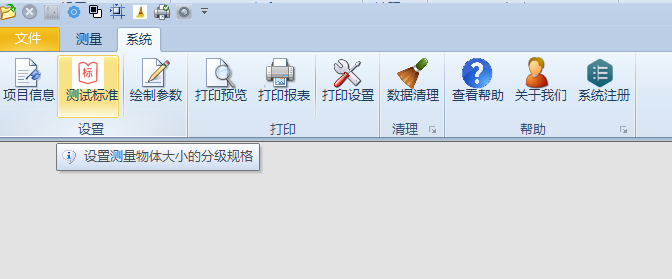 文件 测量 系统
标
项目信息 测试标准 绘制参数 打印预览 打印报表 打印设置 数据清理 查看帮助 关于我们 系统注册
设置 打印 清理 帮助
设置测量物体大小的分级规格